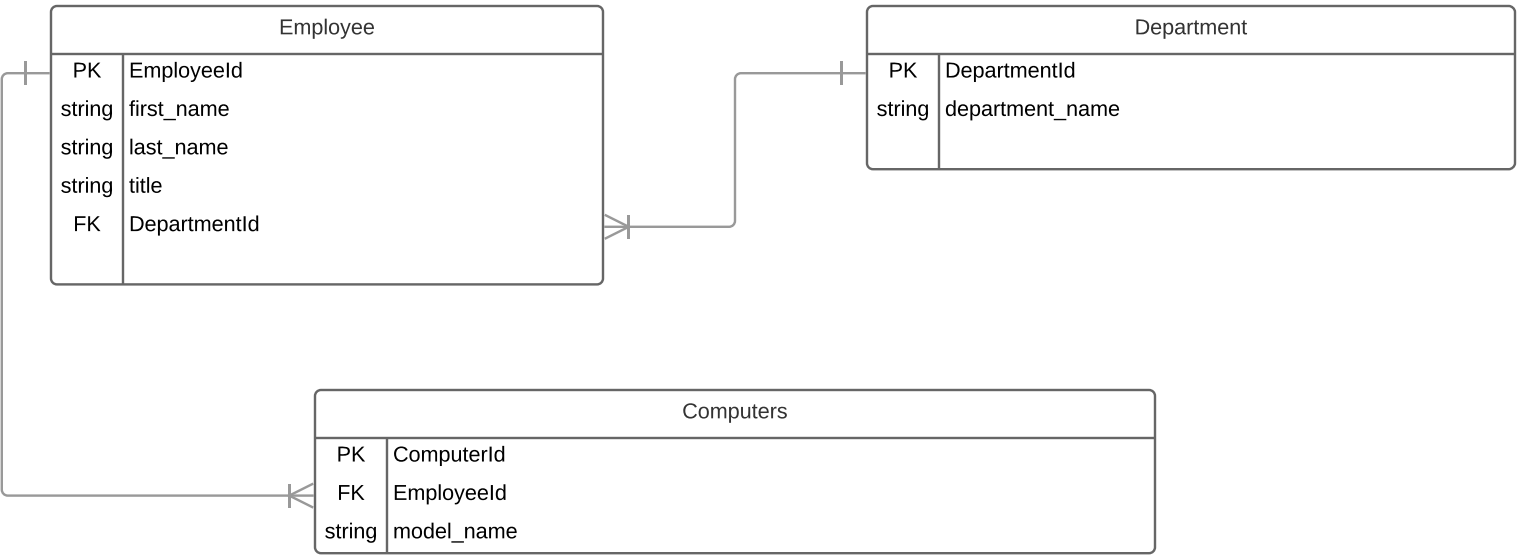 Employee
PK EmployeeId
string first_name
string last_name
string title
FK DepartmentId
Department
PK DepartmentId
string department_name
Computers
PK ComputerId
FK EmployeeId
string model_name